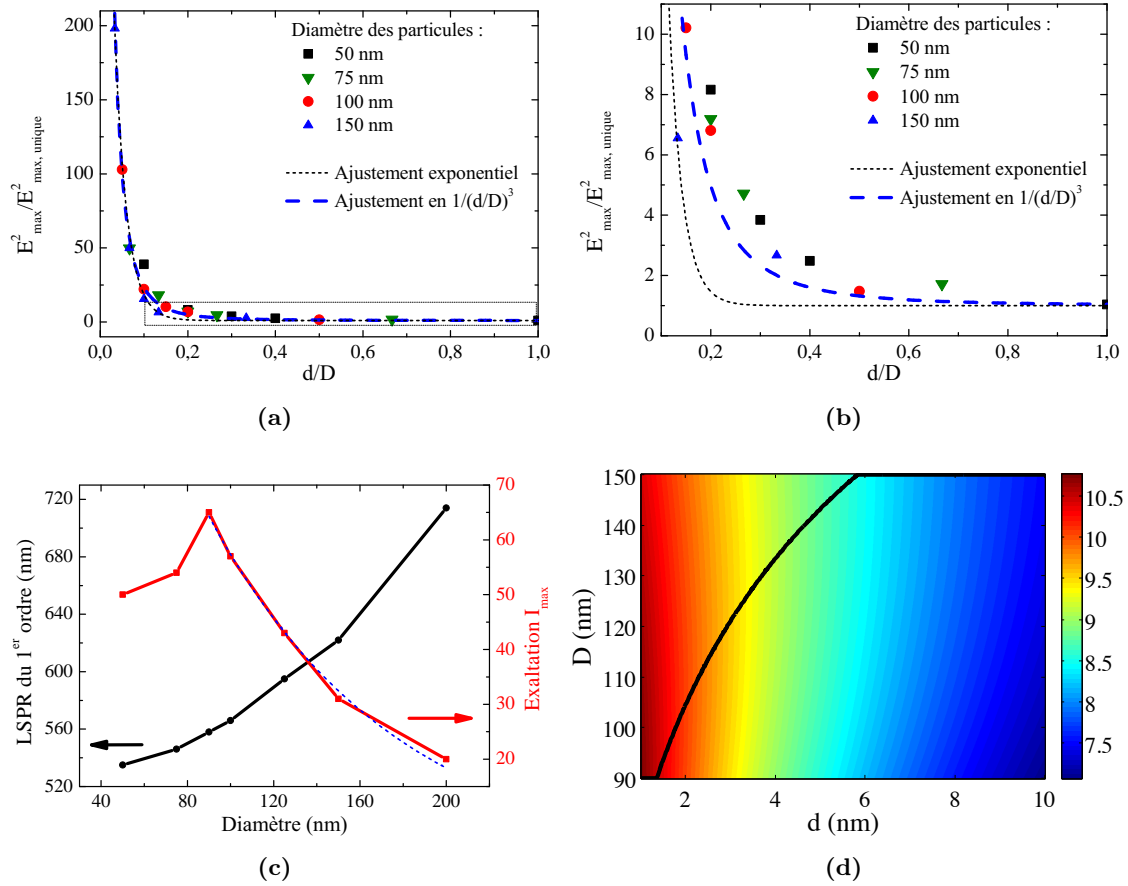 200
150
100
50
0
E²max/E²max, unique
Diamètre des particules :
50 nm
75 nm
100 nm
150 nm
Ajustement exponentiel
Ajustement en 1/(d/D)³
0,0 0,2 0,4 0,6 0,8 1,0
d/D
(a)
10
8
6
4
2
0
E²max/E²max, unique
Diamètre des particules :
50 nm
75 nm
100 nm
150 nm
Ajustement exponentiel
Ajustement en 1/(d/D)³
0,2 0,4 0,6 0,8 1,0
d/D
(b)
720
680
640
600
560
520
LSPR du 1er ordre (nm)
70
60
50
40
30
20
Exaltation Imax
40 80 120 160 200
Diamètre (nm)
(c)
150
140
130
120
110
100
90
D (nm)
2 4 6 8 10
d (nm)
10.5
10
9.5
9
8.5
8
7.5
(d)